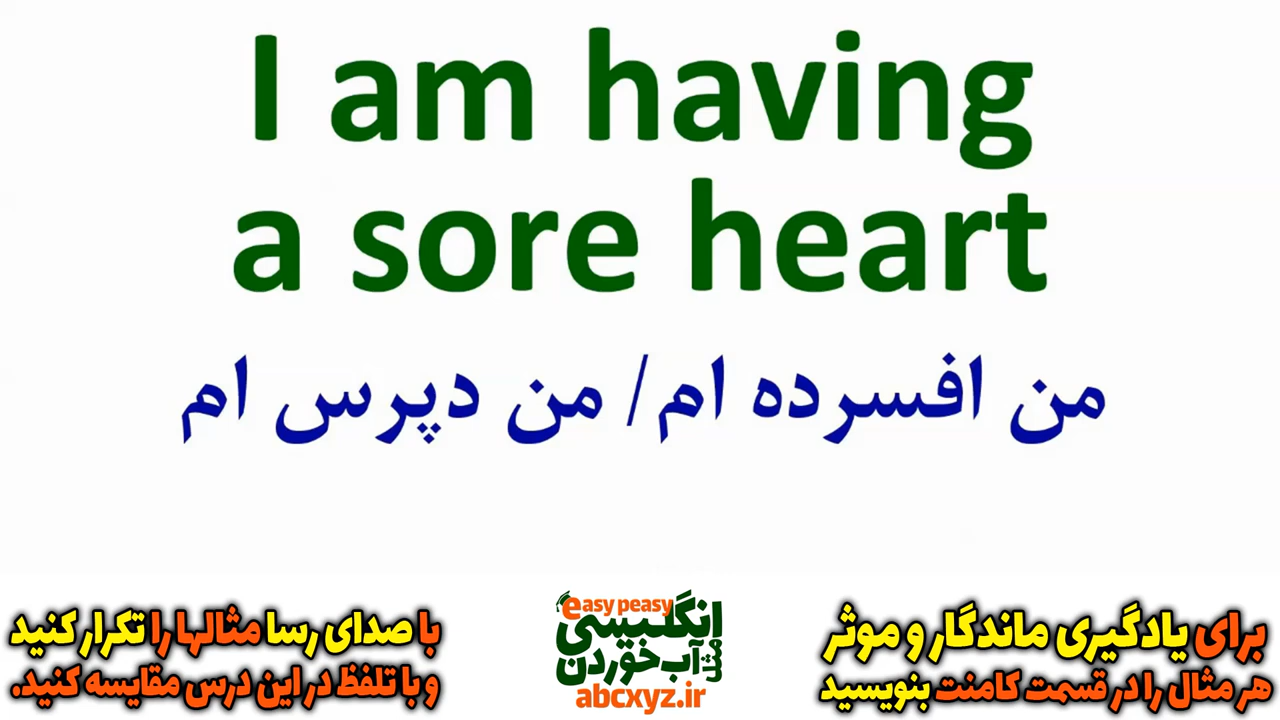 I am having
a sore heart
من افسرده ام/ من دپرس ام
با صدای رسا مثالها را تکرار کنید
و با تلفظ در این درس مقایسه کنید.
easy peasy
انگلیسی
مثل
آب خوردن
abcxyz.ir
برای یادگیری ماندگار و موثر
هر مثال را در قسمت کامنت بنویسید